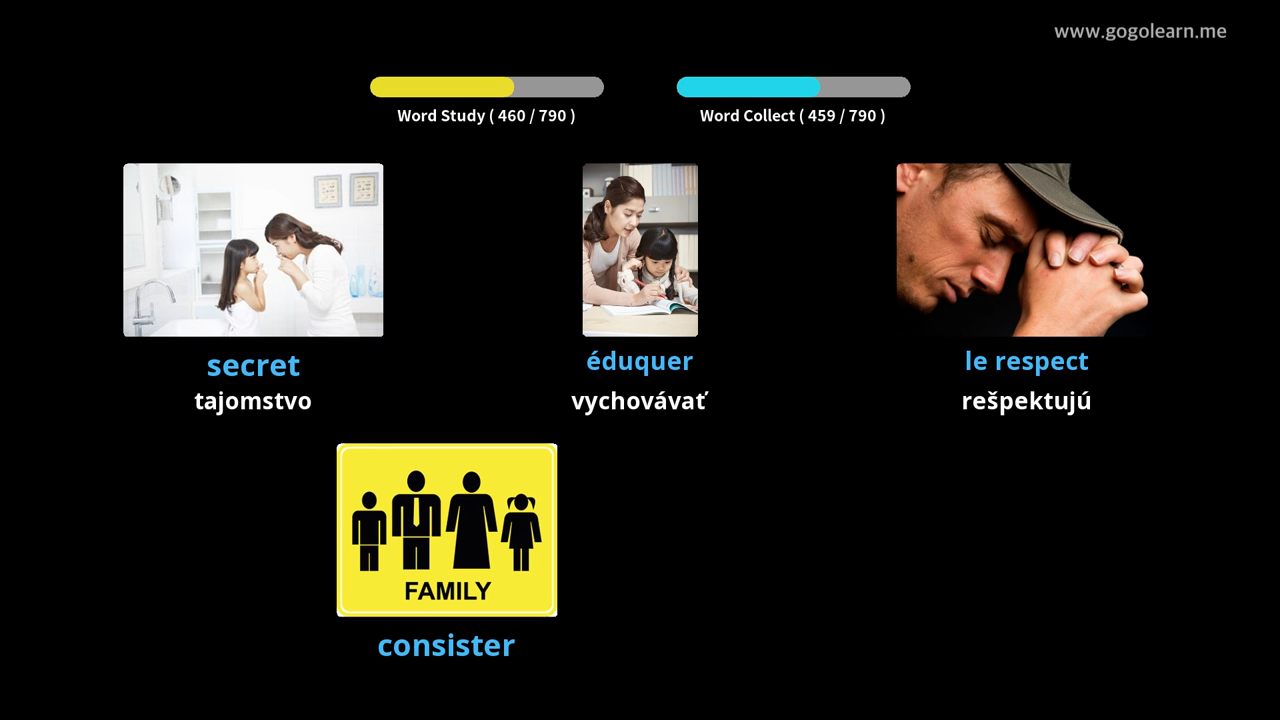 www.gogolearn.me
Word Study ( 460 / 790 )
Word Collect ( 459 / 790 )
secret
tajomstvo
éduquer
vychovávať
le respect
rešpektujú
FAMILY
consister